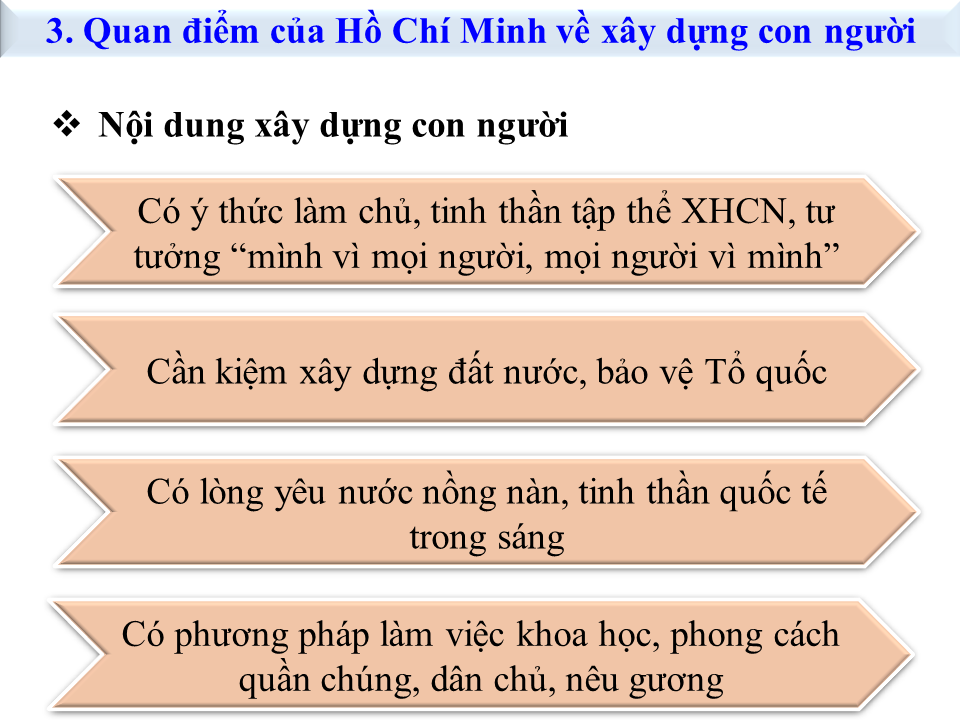 3. Quan điểm của Hồ Chí Minh về xây dựng con người
❖ Nội dung xây dựng con người
Có ý thức làm chủ, tinh thần tập thể XHCN, tư
tưởng “mình vì mọi người, mọi người vì mình”
Cần kiệm xây dựng đất nước, bảo vệ Tổ quốc
Có lòng yêu nước nồng nàn, tinh thần quốc tế
trong sáng
Có phương pháp làm việc khoa học, phong cách
quần chúng, dân chủ, nêu gương